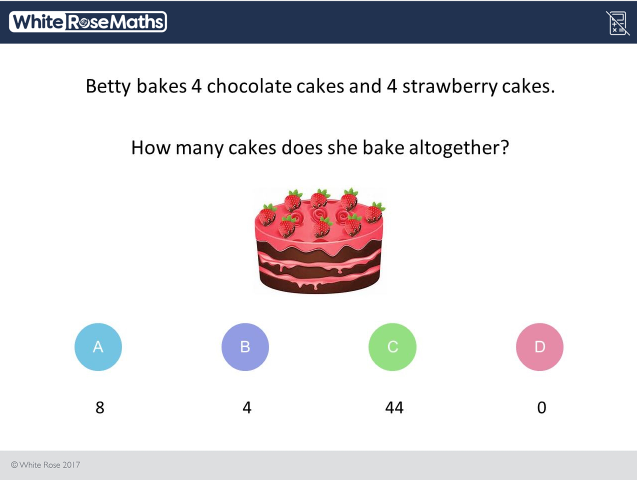 White Rose Maths
Betty bakes 4 chocolate cakes and 4 strawberry cakes.
How many cakes does she bake altogether?
A B C D
8 4 44 0
© White Rose 2017